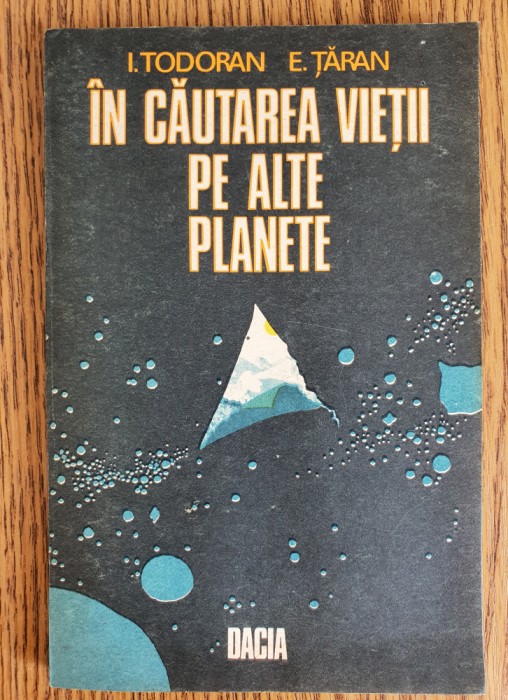 I. TODORAN E. ȚĂRAN
ÎN CĂUTAREA VIEȚII
PE ALTE
PLANETE
DACIA